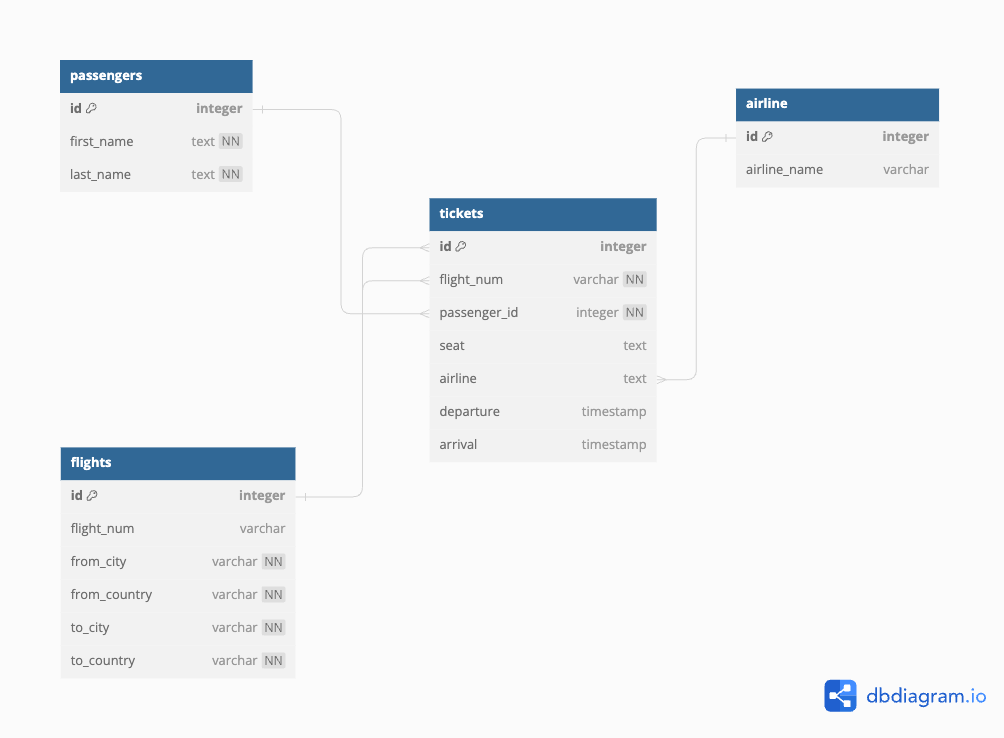 passengers
id integer
first_name text NN
last_name text NN
airline
id integer
airline_name varchar
tickets
id integer
flight_num varchar NN
passenger_id integer NN
seat text
airline text
departure timestamp
arrival timestamp
flights
id integer
flight_num varchar
from_city varchar NN
from_country varchar NN
to_city varchar NN
to_country varchar NN
dbdiagram.io